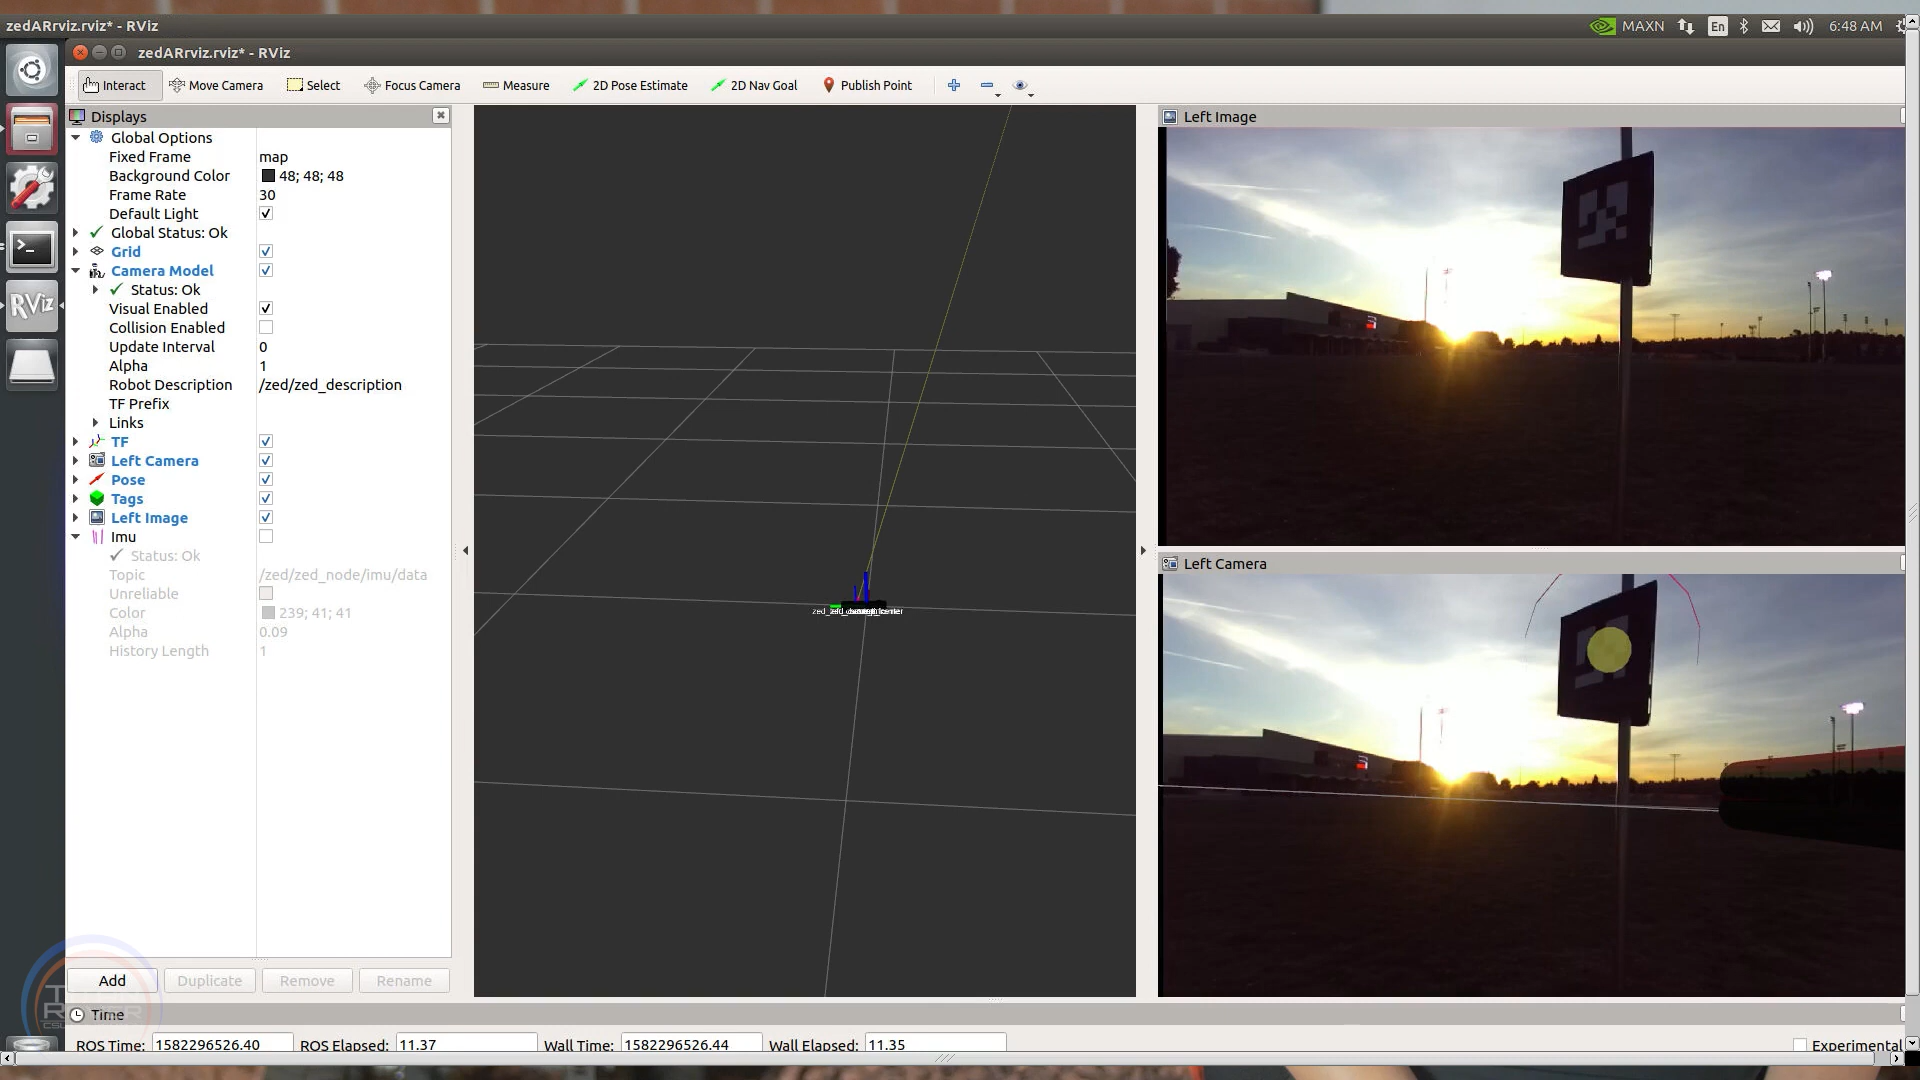 zedARrviz.rviz* - RViz
MAXN
En
6:48 AM
zedARrviz.rviz* - RViz
Interact
Move Camera
Select
Focus Camera
Measure
2D Pose Estimate
2D Nav Goal
Publish Point
Displays
Global Options
Fixed Frame map
Background Color 48; 48; 48
Frame Rate 30
Default Light
Global Status: Ok
Grid
Camera Model
Status: Ok
Visual Enabled
Collision Enabled
Update Interval 0
Alpha 1
Robot Description /zed/zed_description
TF Prefix
Links
TF
Left Camera
Pose
Tags
Left Image
Imu
Status: Ok
Topic /zed/zed_node/imu/data
Unreliable
Color 239; 41; 41
Alpha 0.09
History Length 1
Add
Duplicate
Remove
Rename
RViz
Left Image
Left Camera
Time
ROS Time: 1582296526.40
ROS Elapsed: 11.37
Wall Time: 1582296526.44
Wall Elapsed: 11.35
Experimental